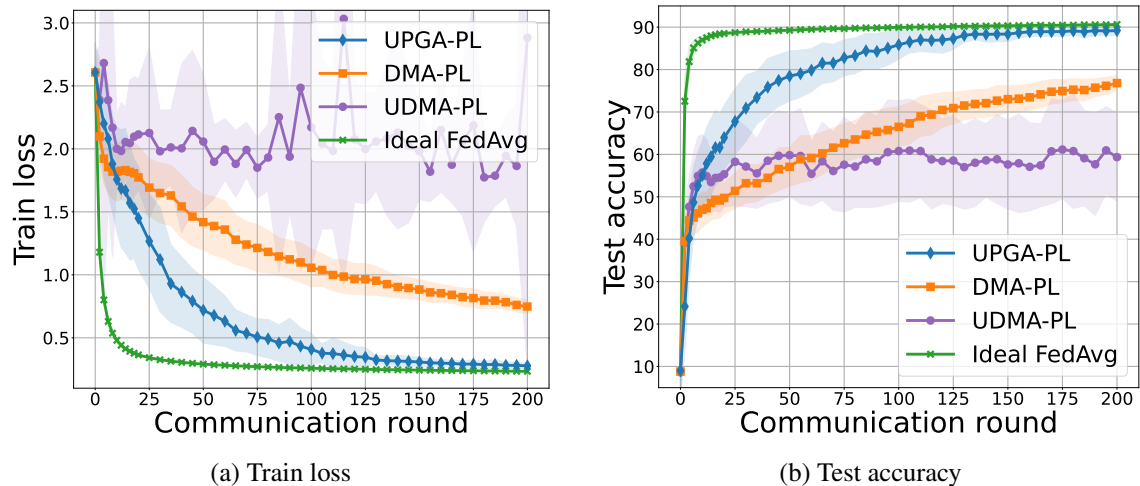 3.0
2.5
2.0
1.5
1.0
0.5
Train loss
UPGA-PL
DMA-PL
UDMA-PL
Ideal FedAvg
0 25 50 75 100 125 150 175 200
Communication round
(a) Train loss
90
80
70
60
50
40
30
20
10
Test accuracy
UPGA-PL
DMA-PL
UDMA-PL
Ideal FedAvg
0 25 50 75 100 125 150 175 200
Communication round
(b) Test accuracy